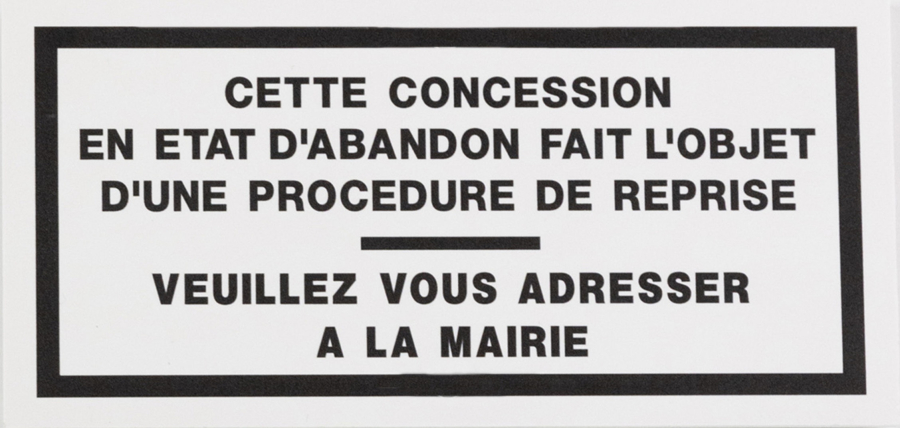 CETTE CONCESSION
EN ETAT D'ABANDON FAIT L'OBJET
D'UNE PROCEDURE DE REPRISE
VEUILLEZ VOUS ADRESSER
A LA MAIRIE